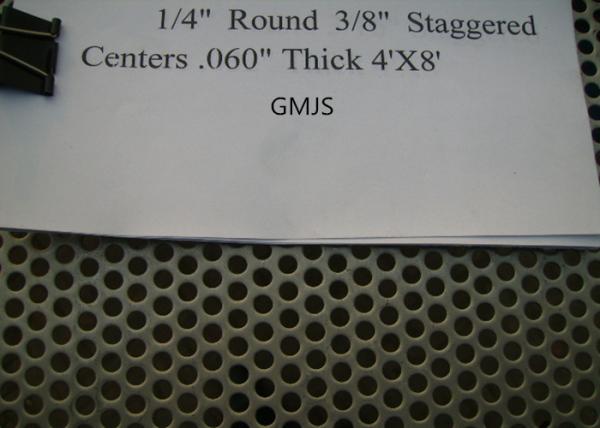 1/4" Round 3/8" Staggered
Centers .060" Thick 4'X8'
GMJS